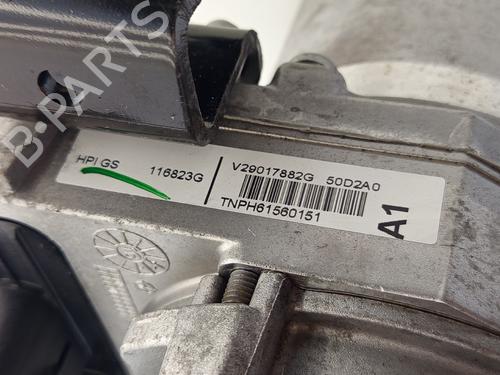 B-PARTS
HPI GS 116823G
V29017882G 50D2A0
TNPH61560151
A1